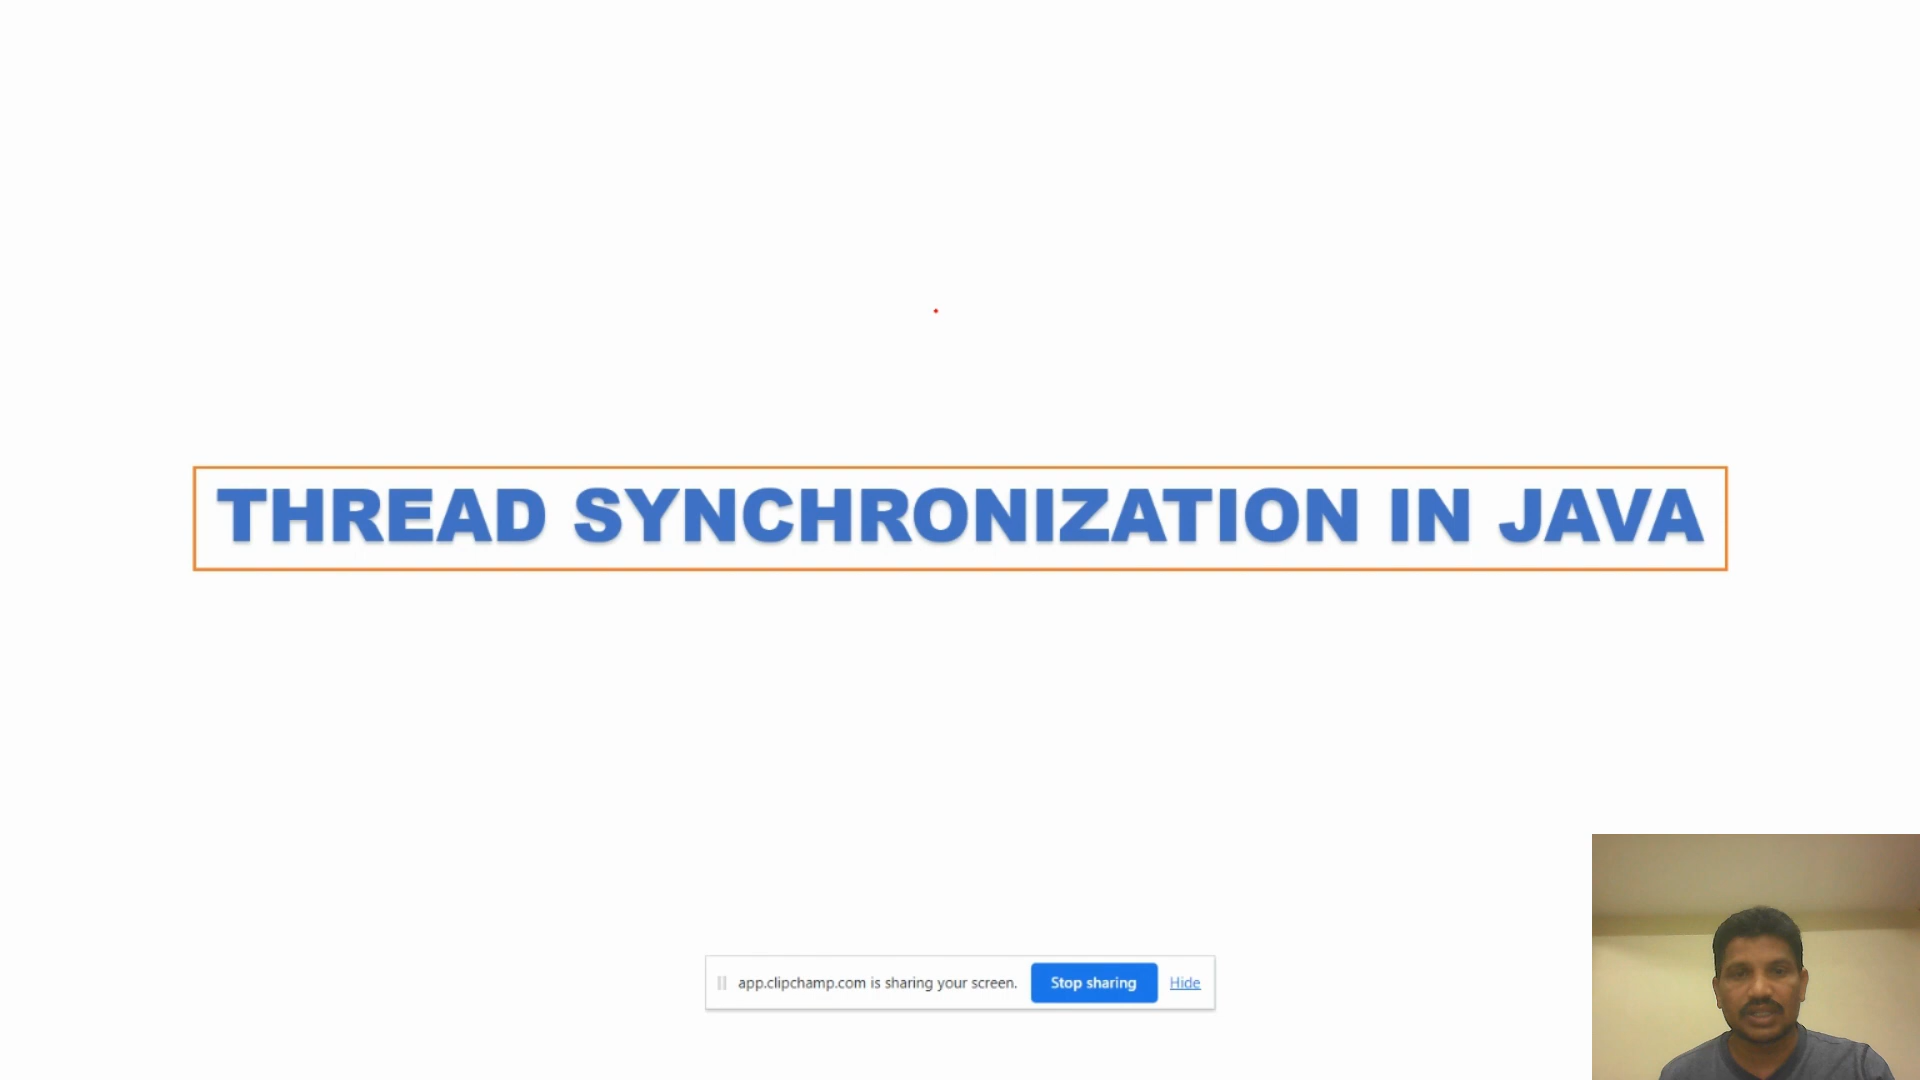 THREAD SYNCHRONIZATION IN JAVA
app.clipchamp.com is sharing your screen. Stop sharing Hide